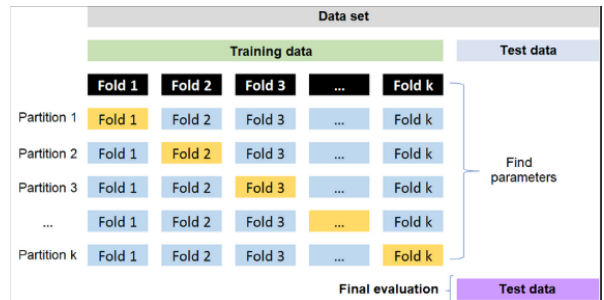 Data set
Training data Test data
Fold 1 Fold 2 Fold 3 ... Fold k
Partition 1 Fold 1 Fold 2 Fold 3 ... Fold k
Partition 2 Fold 1 Fold 2 Fold 3 ... Fold k
Find
parameters
Partition 3 Fold 1 Fold 2 Fold 3 ... Fold k
... Fold 1 Fold 2 Fold 3 ... Fold k
Partition k Fold 1 Fold 2 Fold 3 ... Fold k
Final evaluation Test data